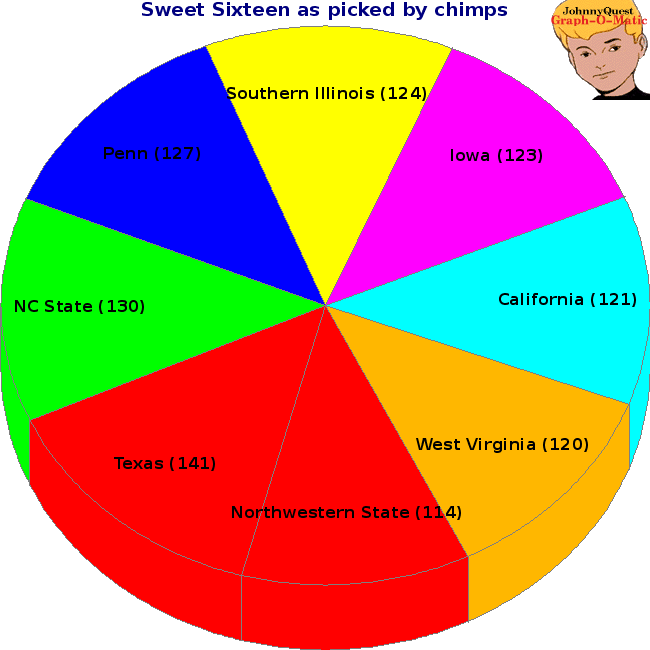 Sweet Sixteen as picked by chimps
JohnnyQuest
Graph-O-Matic
Southern Illinois (124)
Penn (127)
Iowa (123)
NC State (130)
California (121)
West Virginia (120)
Texas (141)
Northwestern State (114)